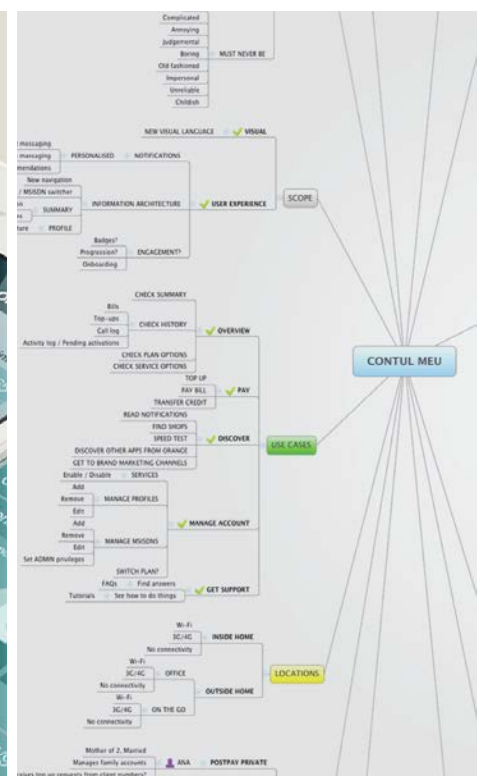 Complicated
Annoying
Judgemental
Boring
MUST NEVER BE
Old fashioned
Impersonal
Unreliable
Childish
NEW VISUAL LANGUAGE
VISUAL
messaging
PERSONALISED
NOTIFICATIONS
New navigation
/ MSISDN switcher
SUMMARY
INFORMATION ARCHITECTURE
USER EXPERIENCE
SCOPE
PROFILE
Badges?
Progression?
ENGAGEMENT?
Onboarding
CHECK SUMMARY
Bills
Top-ups
CHECK HISTORY
Call log
OVERVIEW
Activity log / Pending activations
CHECK PLAN OPTIONS
CHECK SERVICE OPTIONS
CONTUL MEU
TOP UP
PAY BILL
PAY
TRANSFER CREDIT
READ NOTIFICATIONS
FIND SHOPS
SPEED TEST
DISCOVER
USE CASES
DISCOVER OTHER APPS FROM ORANGE
GET TO BRAND MARKETING CHANNELS
Enable / Disable
SERVICES
Add
Remove
MANAGE PROFILES
Edit
MANAGE ACCOUNT
Add
Remove
MANAGE MSISDNS
Edit
Set ADMIN privileges
SWITCH PLAN?
FAQs
Find answers
GET SUPPORT
Tutorials
See how to do things
Wi-Fi
3G/4G
INSIDE HOME
No connectivity
LOCATIONS
Wi-Fi
3G/4G
OFFICE
No connectivity
OUTSIDE HOME
Wi-Fi
3G/4G
ON THE GO
No connectivity
Mother of 2, Married
Manages family accounts
ANA
POSTPAY PRIVATE